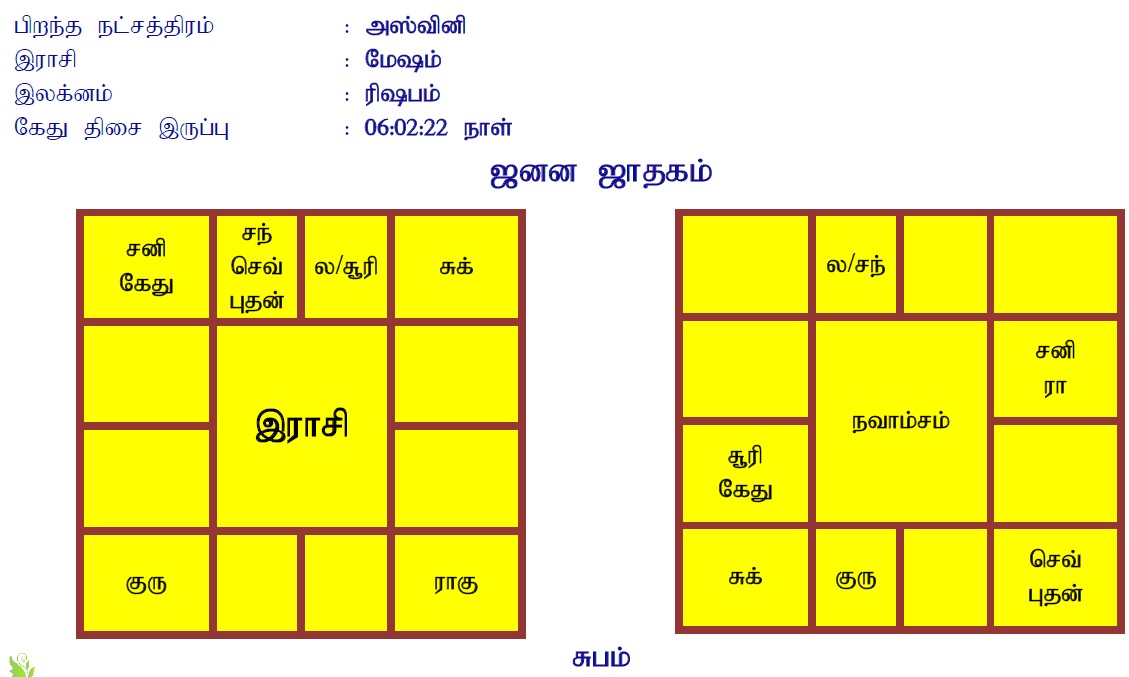 பிறந்த நட்சத்திரம் : அஸ்வினி
இராசி : மேஷம்
இலக்னம் : ரிஷபம்
கேது திசை இருப்பு : 06:02:22 நாள்
ஜனன ஜாதகம்
சனி
கேது
சந்
செவ்
புதன்
ல/சூரி
சுக்
இராசி
குரு
ராகு
ல/சந்
சனி
ரா
நவாம்சம்
சூரி
கேது
சுக்
குரு
செவ்
புதன்
சுபம்